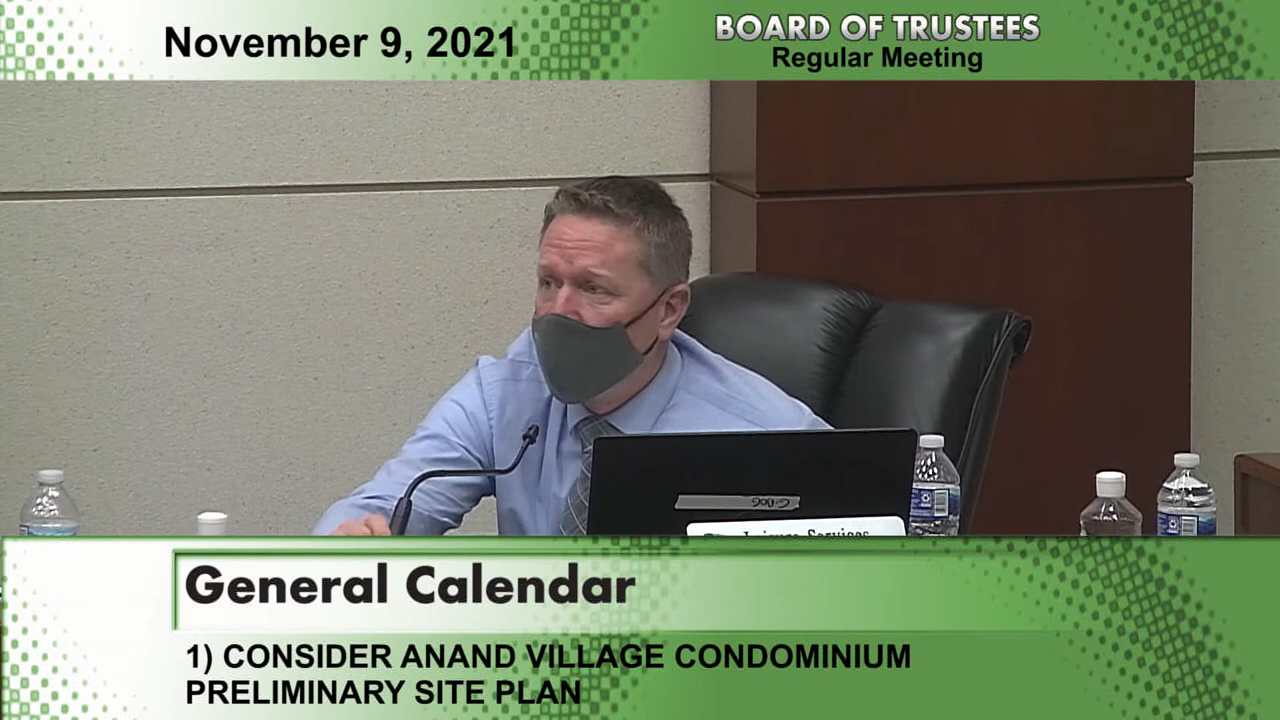 November 9, 2021
BOARD OF TRUSTEES
Regular Meeting
General Calendar
1) CONSIDER ANAND VILLAGE CONDOMINIUM
PRELIMINARY SITE PLAN